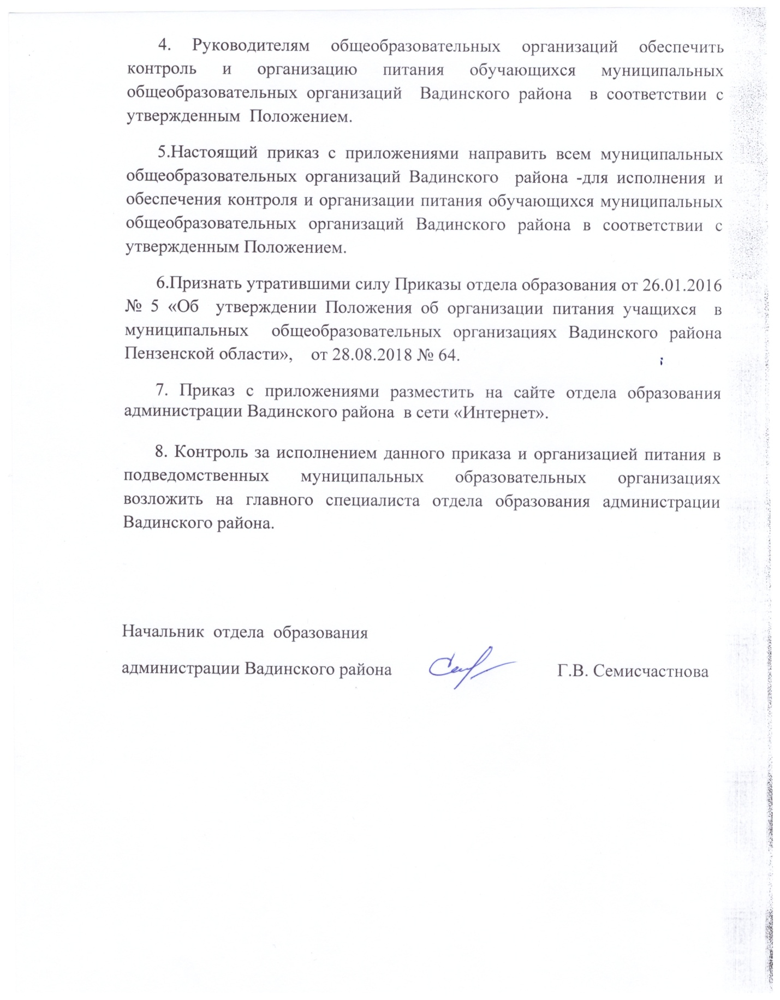 4. Руководителям общеобразовательных организаций обеспечить
контроль и организацию питания обучающихся муниципальных
общеобразовательных организаций Вадинского района в соответствии с
утвержденным Положением.
5.Настоящий приказ с приложениями направить всем муниципальных
общеобразовательных организаций Вадинского района -для исполнения и
обеспечения контроля и организации питания обучающихся муниципальных
общеобразовательных организаций Вадинского района в соответствии с
утвержденным Положением.
6.Признать утратившими силу Приказы отдела образования от 26.01.2016
№ 5 «Об утверждении Положения об организации питания учащихся в
муниципальных общеобразовательных организациях Вадинского района
Пензенской области», от 28.08.2018 № 64.
7. Приказ с приложениями разместить на сайте отдела образования
администрации Вадинского района в сети «Интернет».
8. Контроль за исполнением данного приказа и организацией питания в
подведомственных муниципальных образовательных организациях
возложить на главного специалиста отдела образования администрации
Вадинского района.
Начальник отдела образования
администрации Вадинского района Г.В. Семисчастнова